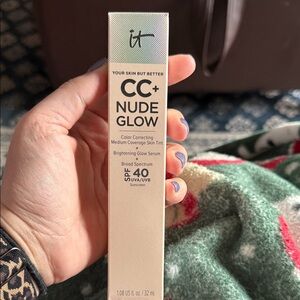 it
YOUR SKIN BUT BETTER
CC+
NUDE
GLOW
Color Correcting
Medium Coverage Skin Tint
+
Brightening Glow Serum
+
Broad Spectrum
SPF 40
UVA/UVB
Sunscreen
1.08 US fl. oz / 32 mL